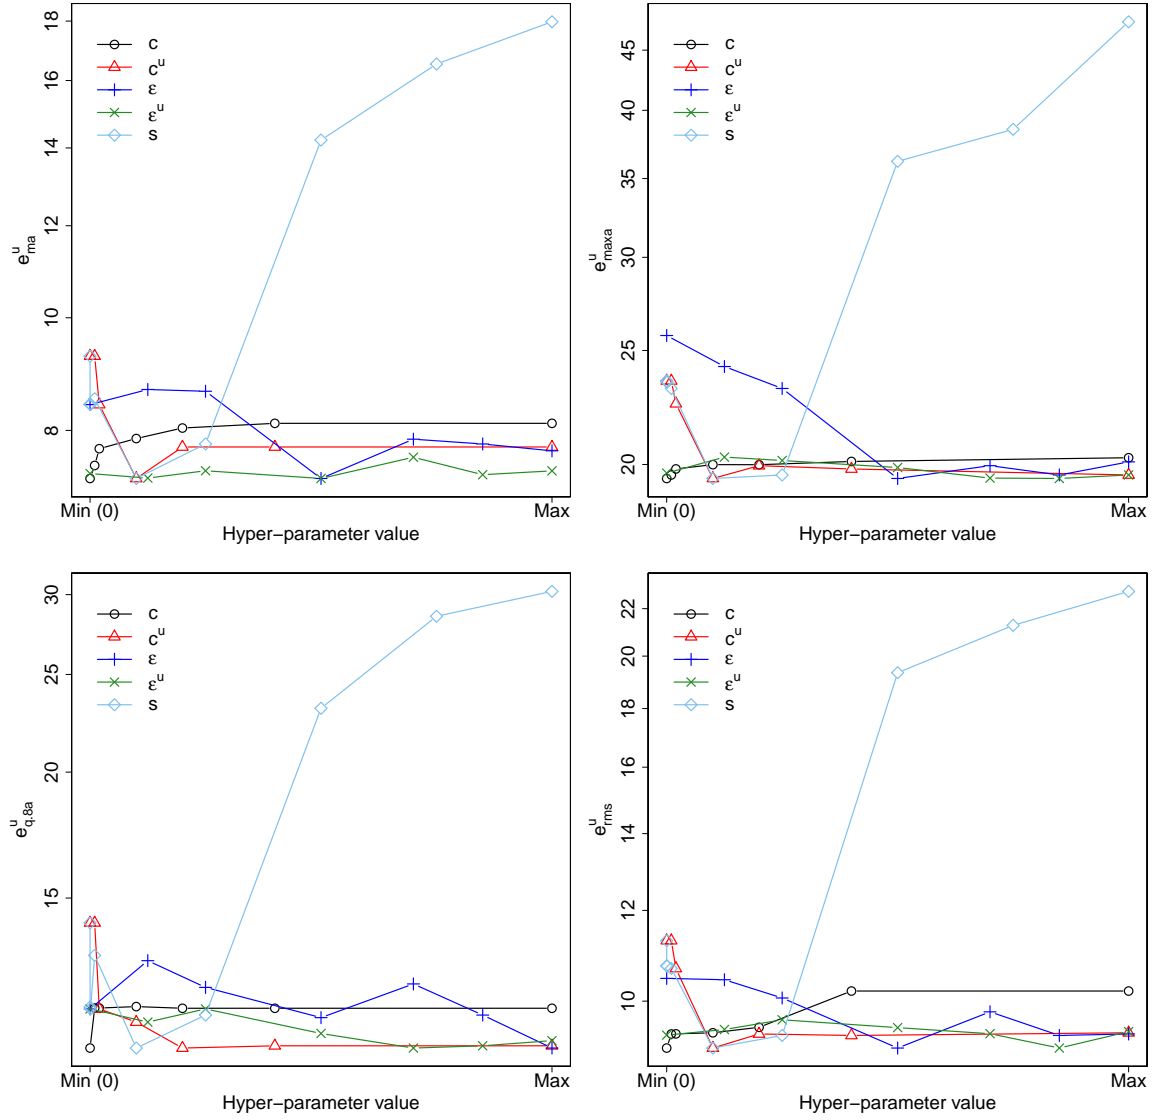 18
16
14
12
10
8
e^u_ma
c
c^u
ε
ε^u
s
Min (0)
Max
Hyper−parameter value
45
40
35
30
25
20
e^u_maxa
c
c^u
ε
ε^u
s
Min (0)
Max
Hyper−parameter value
30
25
20
15
e^u_q,8a
c
c^u
ε
ε^u
s
Min (0)
Max
Hyper−parameter value
22
20
18
16
14
12
10
e^u_rms
c
c^u
ε
ε^u
s
Min (0)
Max
Hyper−parameter value